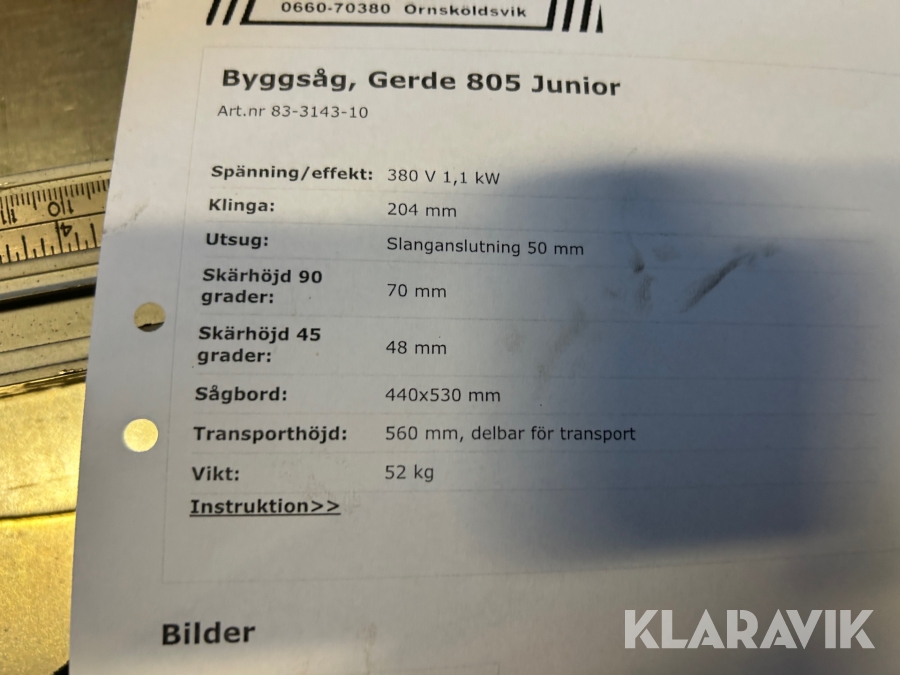 0660-70380 Örnsköldsvik
Byggsåg, Gerde 805 Junior
Art.nr 83-3143-10
Spänning/effekt: 380 V 1,1 kW
Klinga: 204 mm
Utsug: Slanganslutning 50 mm
Skärhöjd 90
grader: 70 mm
Skärhöjd 45
grader: 48 mm
Sågbord: 440x530 mm
Transporthöjd: 560 mm, delbar för transport
Vikt: 52 kg
Instruktion>>
Bilder
KLARAVIK
10
4